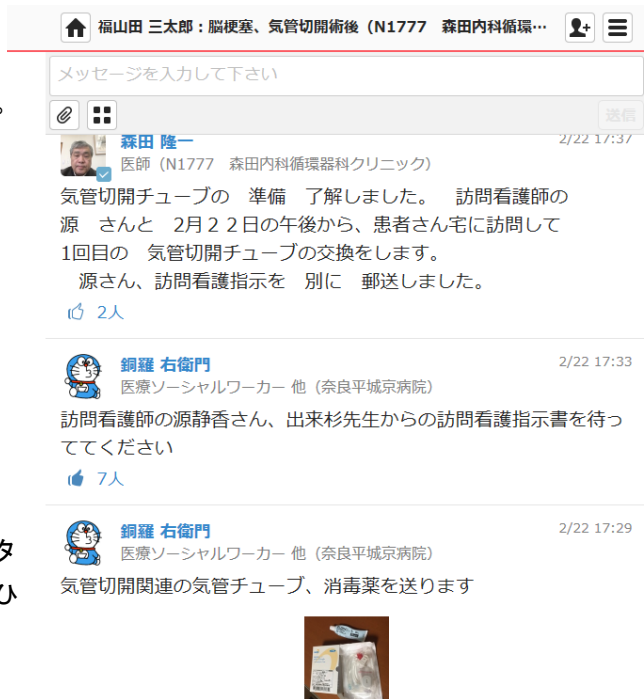 福山田 三太郎：脳梗塞、気管切開術後（N1777　森田内科循環…
メッセージを入力して下さい
。
送信
森田 隆一
2/22 17:37
医師（N1777　森田内科循環器科クリニック）
気管切開チューブの　準備　了解しました。　訪問看護師の
源　さんと　2月２２日の午後から、患者さん宅に訪問して
1回目の　気管切開チューブの交換をします。
　源さん、訪問看護指示を　別に　郵送しました。
2人
銅羅 右衛門
2/22 17:33
医療ソーシャルワーカー 他（奈良平城京病院）
訪問看護師の源静香さん、出来杉先生からの訪問看護指示書を待っ
ててください
7人
銅羅 右衛門
2/22 17:29
医療ソーシャルワーカー 他（奈良平城京病院）
タ
気管切開関連の気管チューブ、消毒薬を送ります
ひ